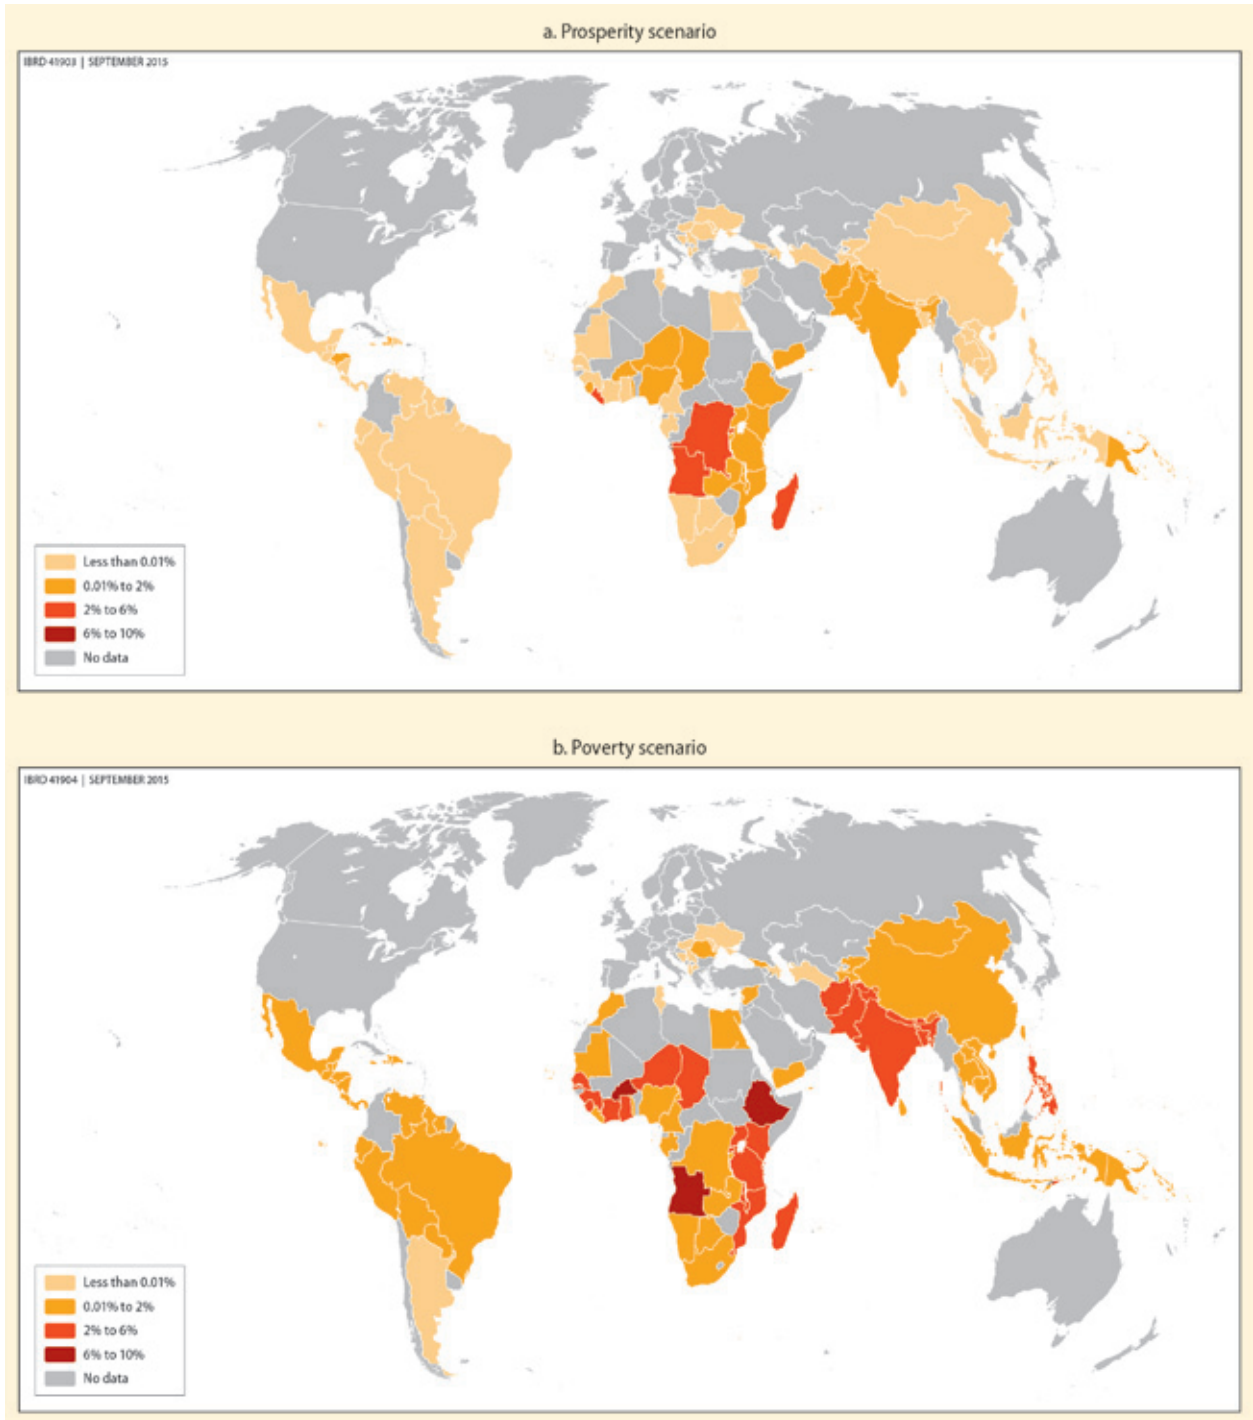 a. Prosperity scenario
IBRD 41903 | SEPTEMBER 2015
Less than 0.01%
0.01% to 2%
2% to 6%
6% to 10%
No data
b. Poverty scenario
IBRD 41904 | SEPTEMBER 2015
Less than 0.01%
0.01% to 2%
2% to 6%
6% to 10%
No data